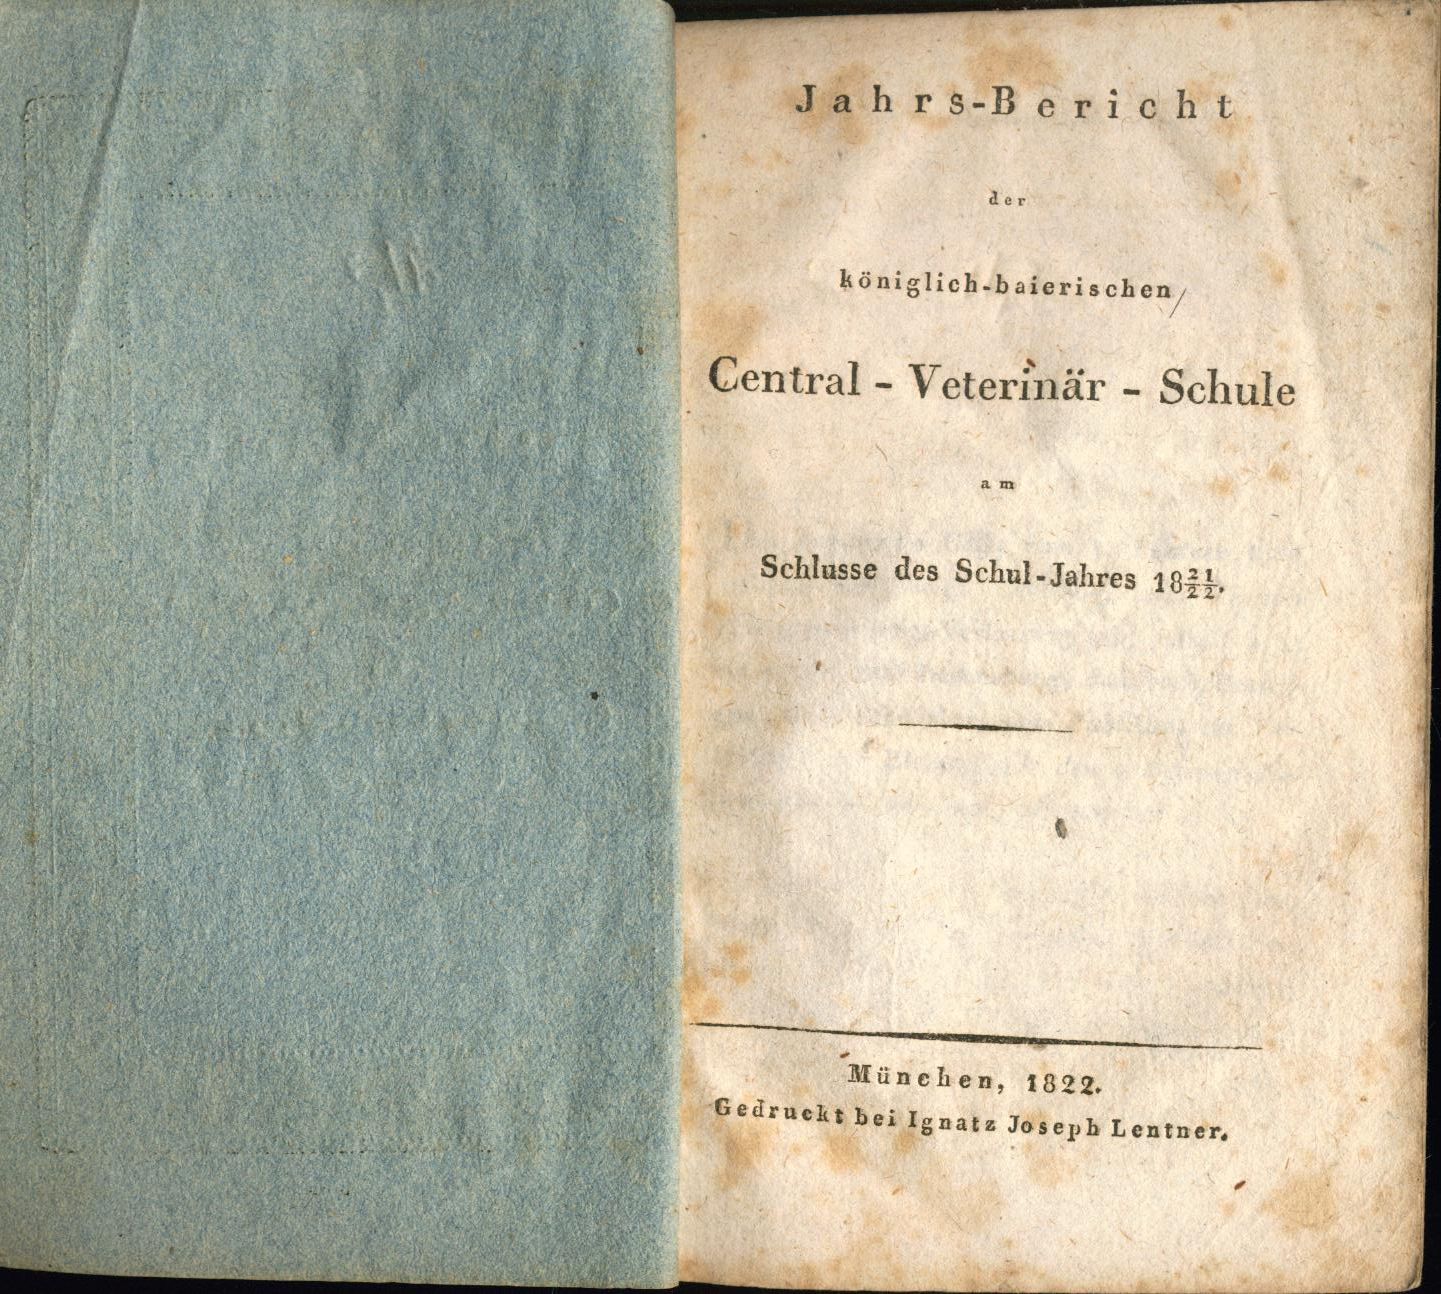 Jahrs-Bericht
der
königlich-baierischen
Central - Veterinär - Schule
am
Schlusse des Schul-Jahres 18 21/22.
München, 1822.
Gedruckt bei Ignatz Joseph Lentner.